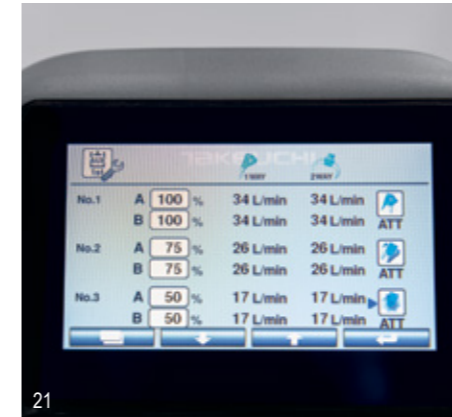 TAKEUCHI
1WAY 2WAY
No.1 A 100 % 34 L/min 34 L/min
B 100 % 34 L/min 34 L/min ATT
No.2 A 75 % 26 L/min 26 L/min
B 75 % 26 L/min 26 L/min ATT
No.3 A 50 % 17 L/min 17 L/min
B 50 % 17 L/min 17 L/min ATT
21